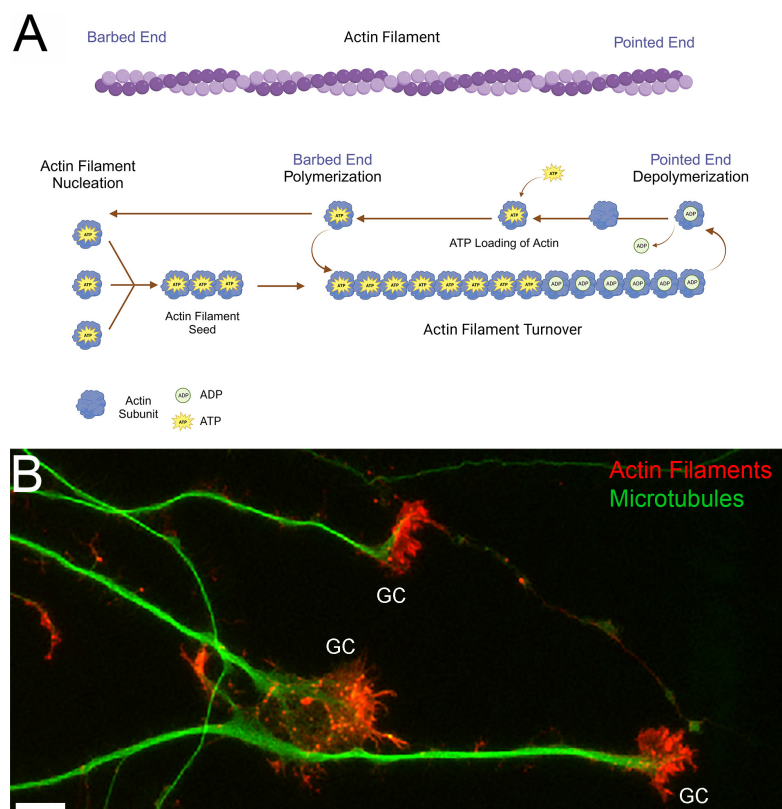 A
Barbed End
Actin Filament
Pointed End
Actin Filament
Nucleation
Barbed End
Polymerization
Pointed End
Depolymerization
ATP
ATP
ATP
ADP
ATP Loading of Actin
ADP
ATP
ATP
ATP
ATP
ATP
ATP
ATP
ATP
ATP
ATP
ATP
ATP
ATP
ADP
ADP
ADP
ADP
ADP
ADP
ATP
Actin Filament
Seed
Actin Filament Turnover
Actin
Subunit
ADP
ADP
ATP
ATP
B
Actin Filaments
Microtubules
GC
GC
GC